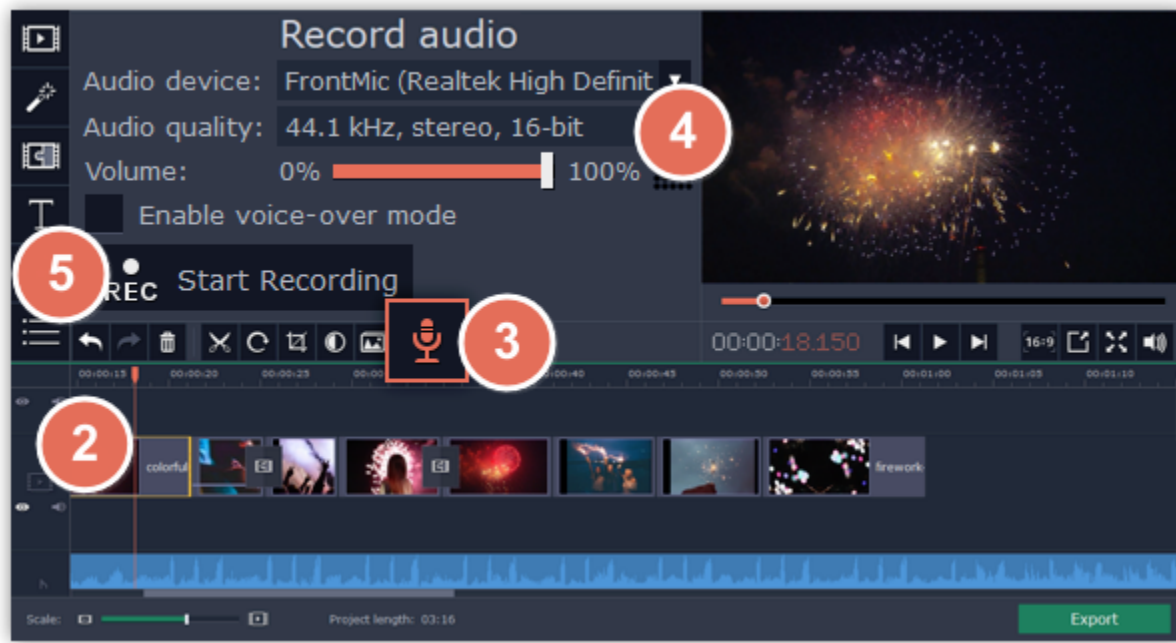 Record audio
Audio device: FrontMic (Realtek High Definit
Audio quality: 44.1 kHz, stereo, 16-bit
4
Volume: 0% 100%
T
Enable voice-over mode
5
REC Start Recording
3
00:00:18.150
16:9
00:00:15 00:00:20 00:00:25 00:00:40 00:00:45 00:00:50 00:00:55 00:01:00 00:01:05 00:01:10
2
colorful
firework
Scale: Project length: 03:16 Export